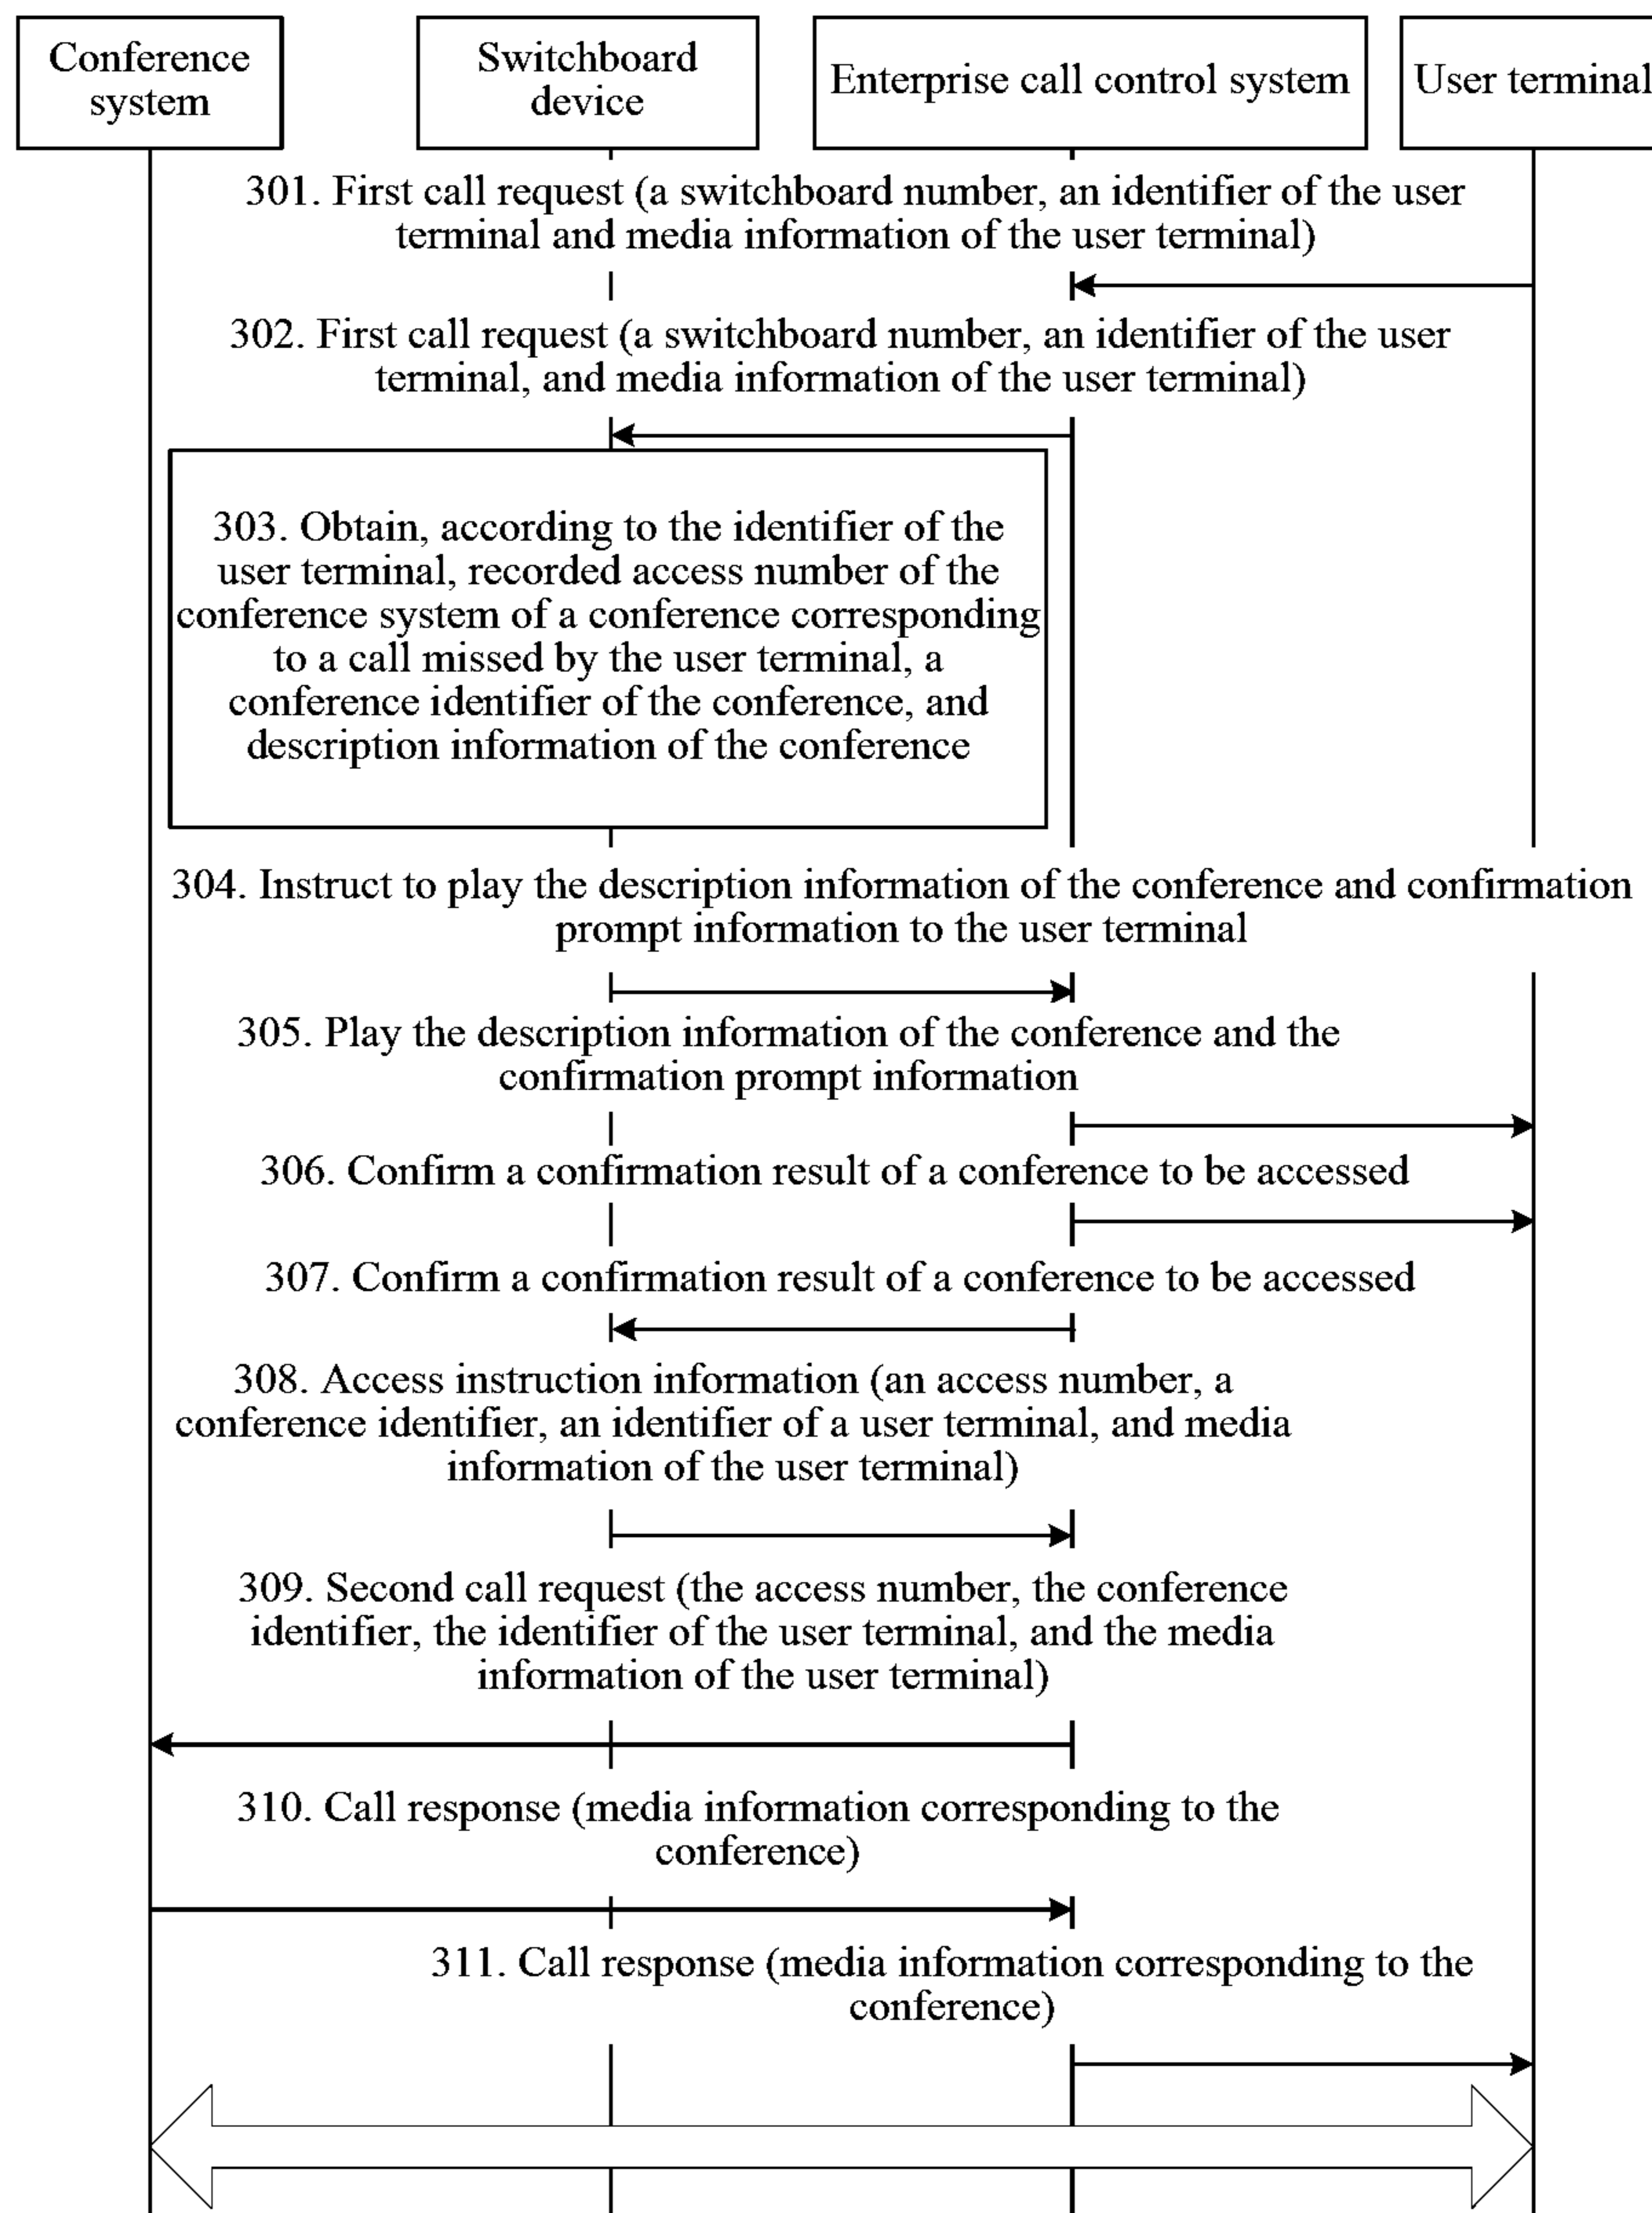 Conference
system
Switchboard
device
Enterprise call control system
User terminal
301. First call request (a switchboard number, an identifier of the user
terminal and media information of the user terminal)
302. First call request (a switchboard number, an identifier of the user
terminal, and media information of the user terminal)
303. Obtain, according to the identifier of the
user terminal, recorded access number of the
conference system of a conference corresponding
to a call missed by the user terminal, a
conference identifier of the conference, and
description information of the conference
304. Instruct to play the description information of the conference and confirmation
prompt information to the user terminal
305. Play the description information of the conference and the
confirmation prompt information
306. Confirm a confirmation result of a conference to be accessed
307. Confirm a confirmation result of a conference to be accessed
308. Access instruction information (an access number, a
conference identifier, an identifier of a user terminal, and media
information of the user terminal)
309. Second call request (the access number, the conference
identifier, the identifier of the user terminal, and the media
information of the user terminal)
310. Call response (media information corresponding to the
conference)
311. Call response (media information corresponding to the
conference)